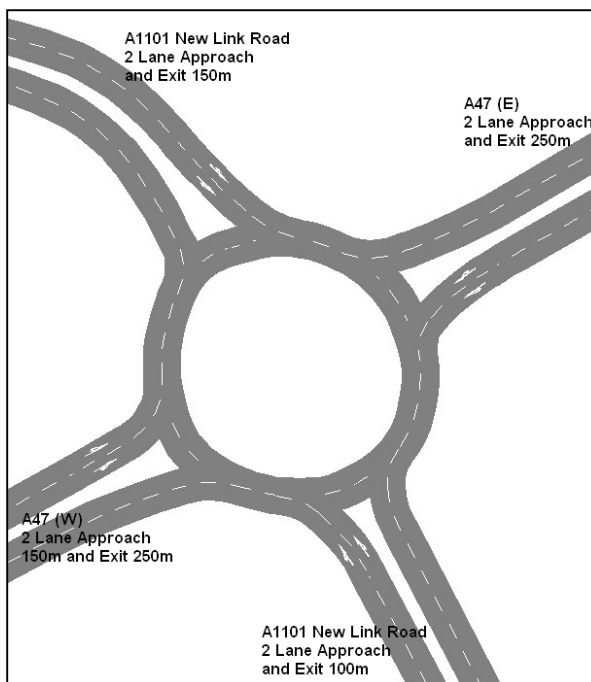 A1101 New Link Road
2 Lane Approach
and Exit 150m
A47 (E)
2 Lane Approach
and Exit 250m
A47 (W)
2 Lane Approach
150m and Exit 250m
A1101 New Link Road
2 Lane Approach
and Exit 100m